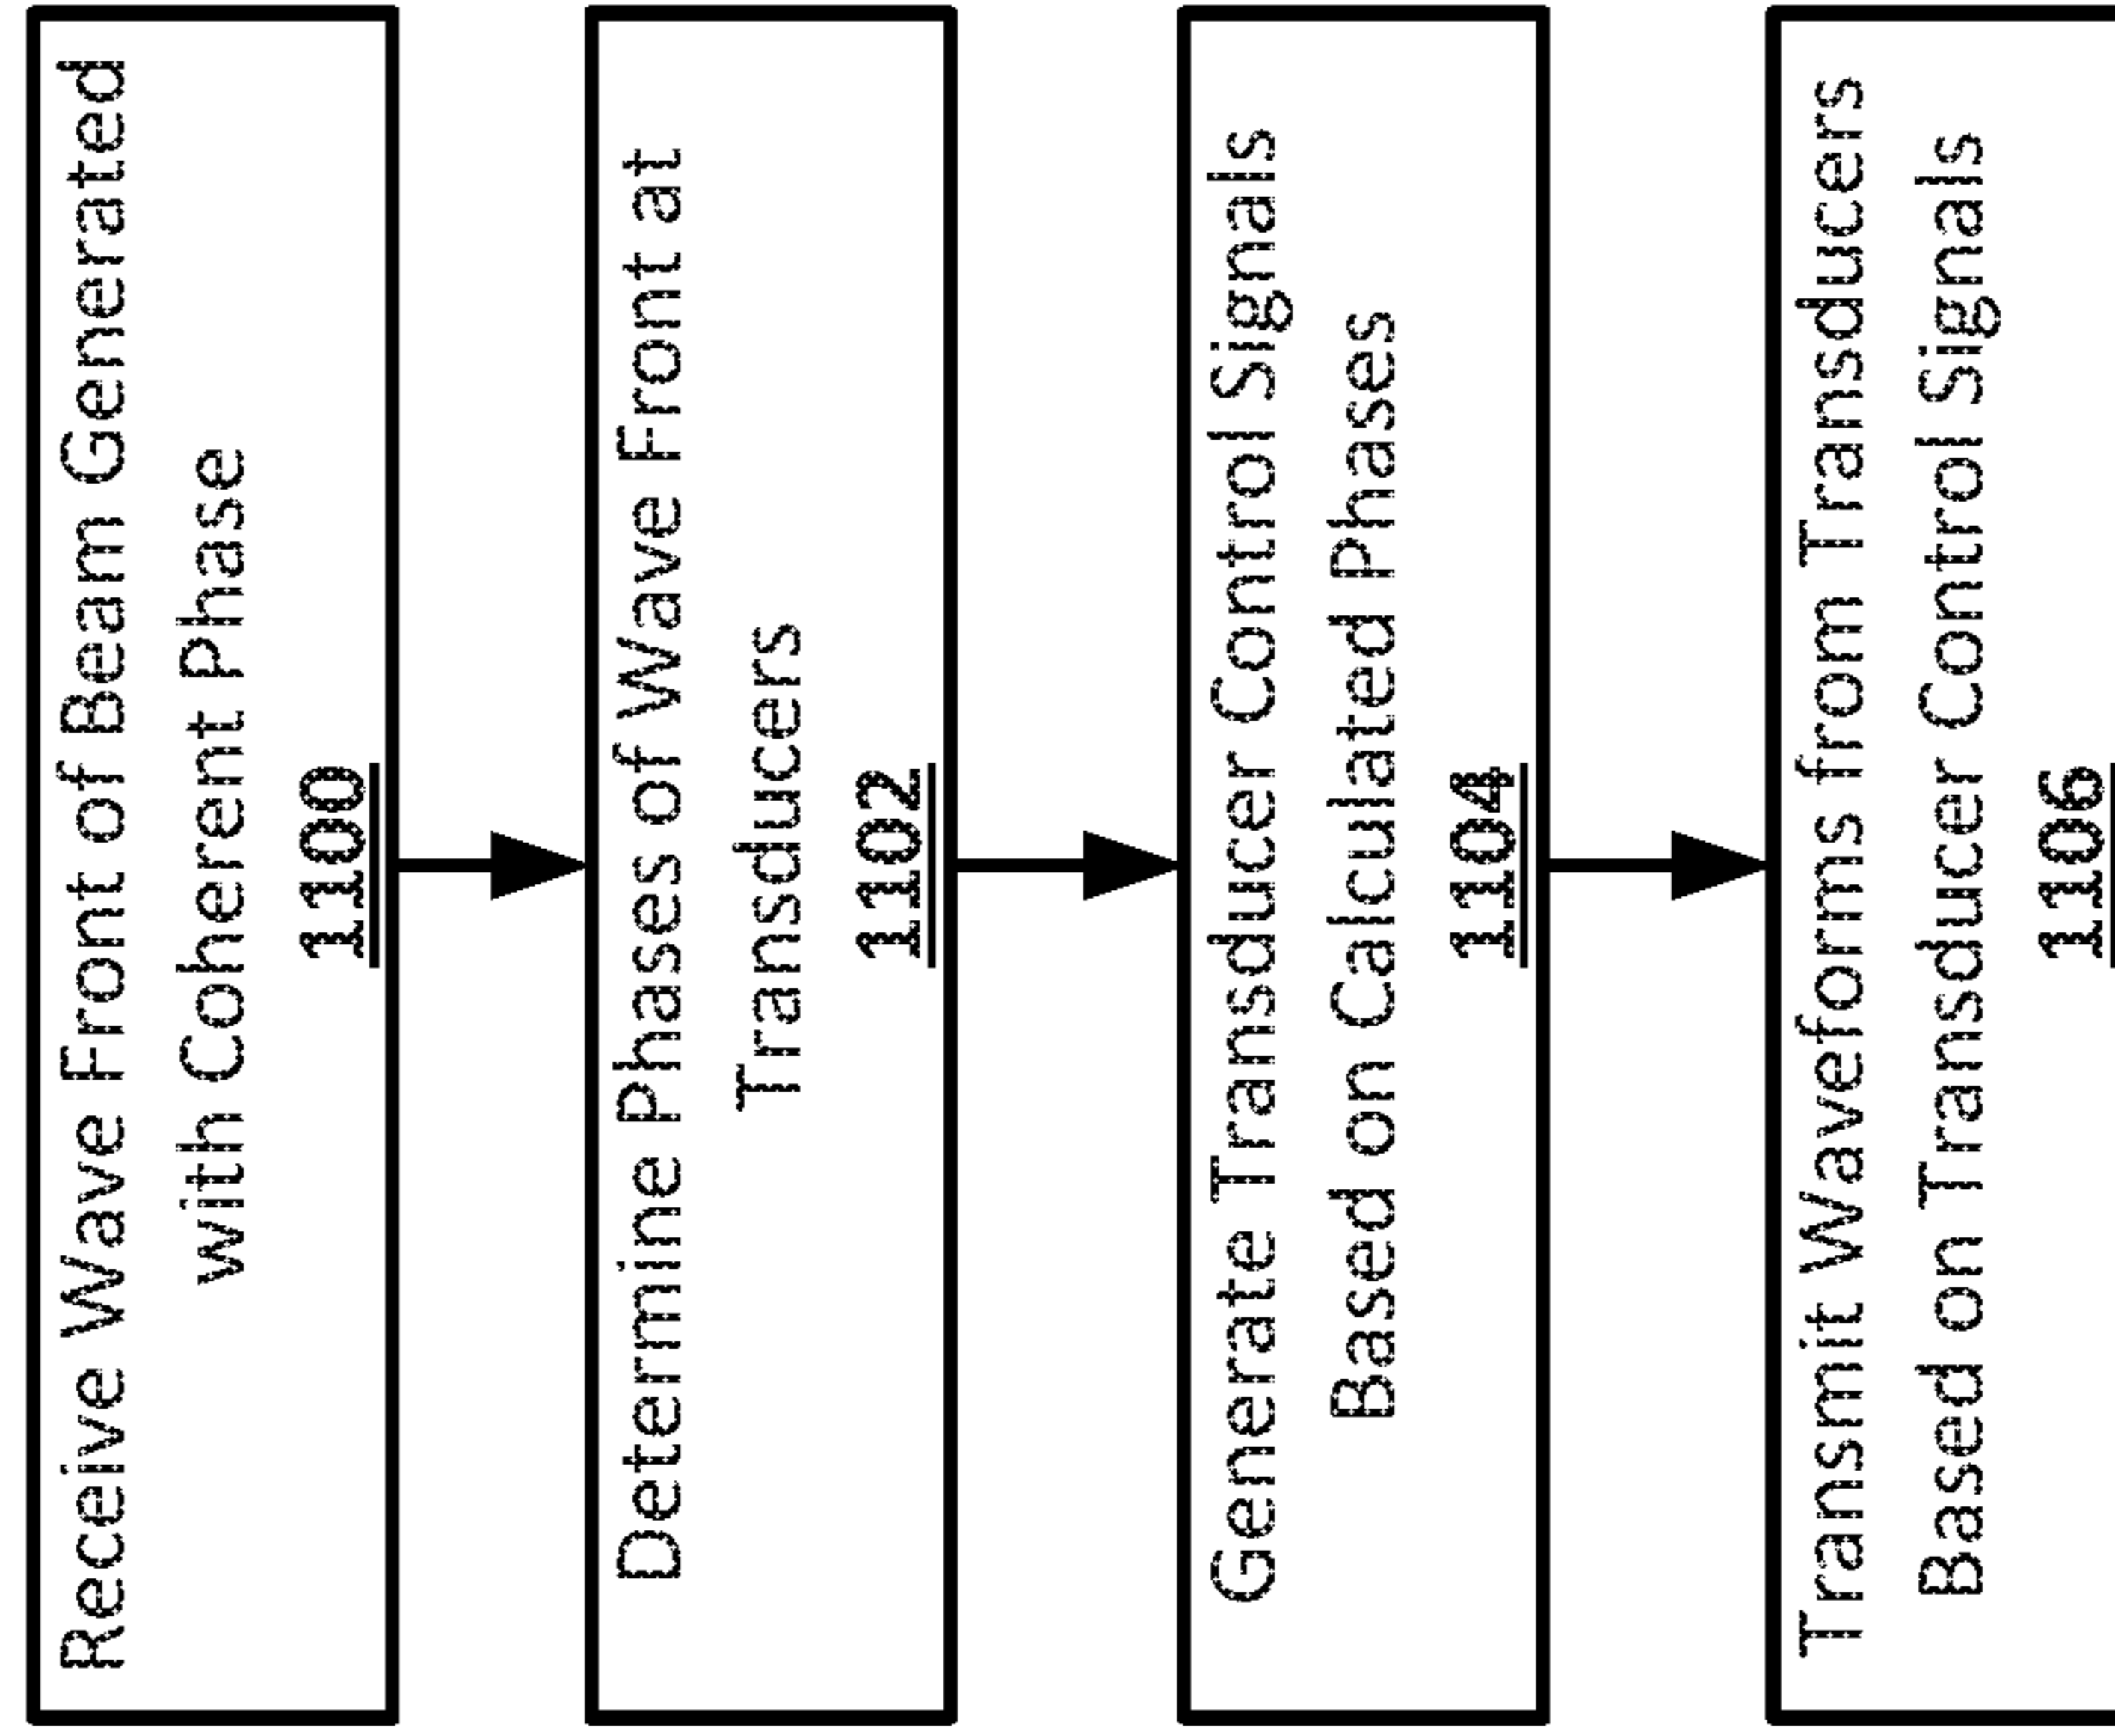 Receive Wave Front of Beam Generated
with Coherent Phase
1100
Determine Phases of Wave Front at
Transducers
1102
Generate Transducer Control Signals
Based on Calculated Phases
1104
Transmit Waveforms from Transducers
Based on Transducer Control Signals
1106